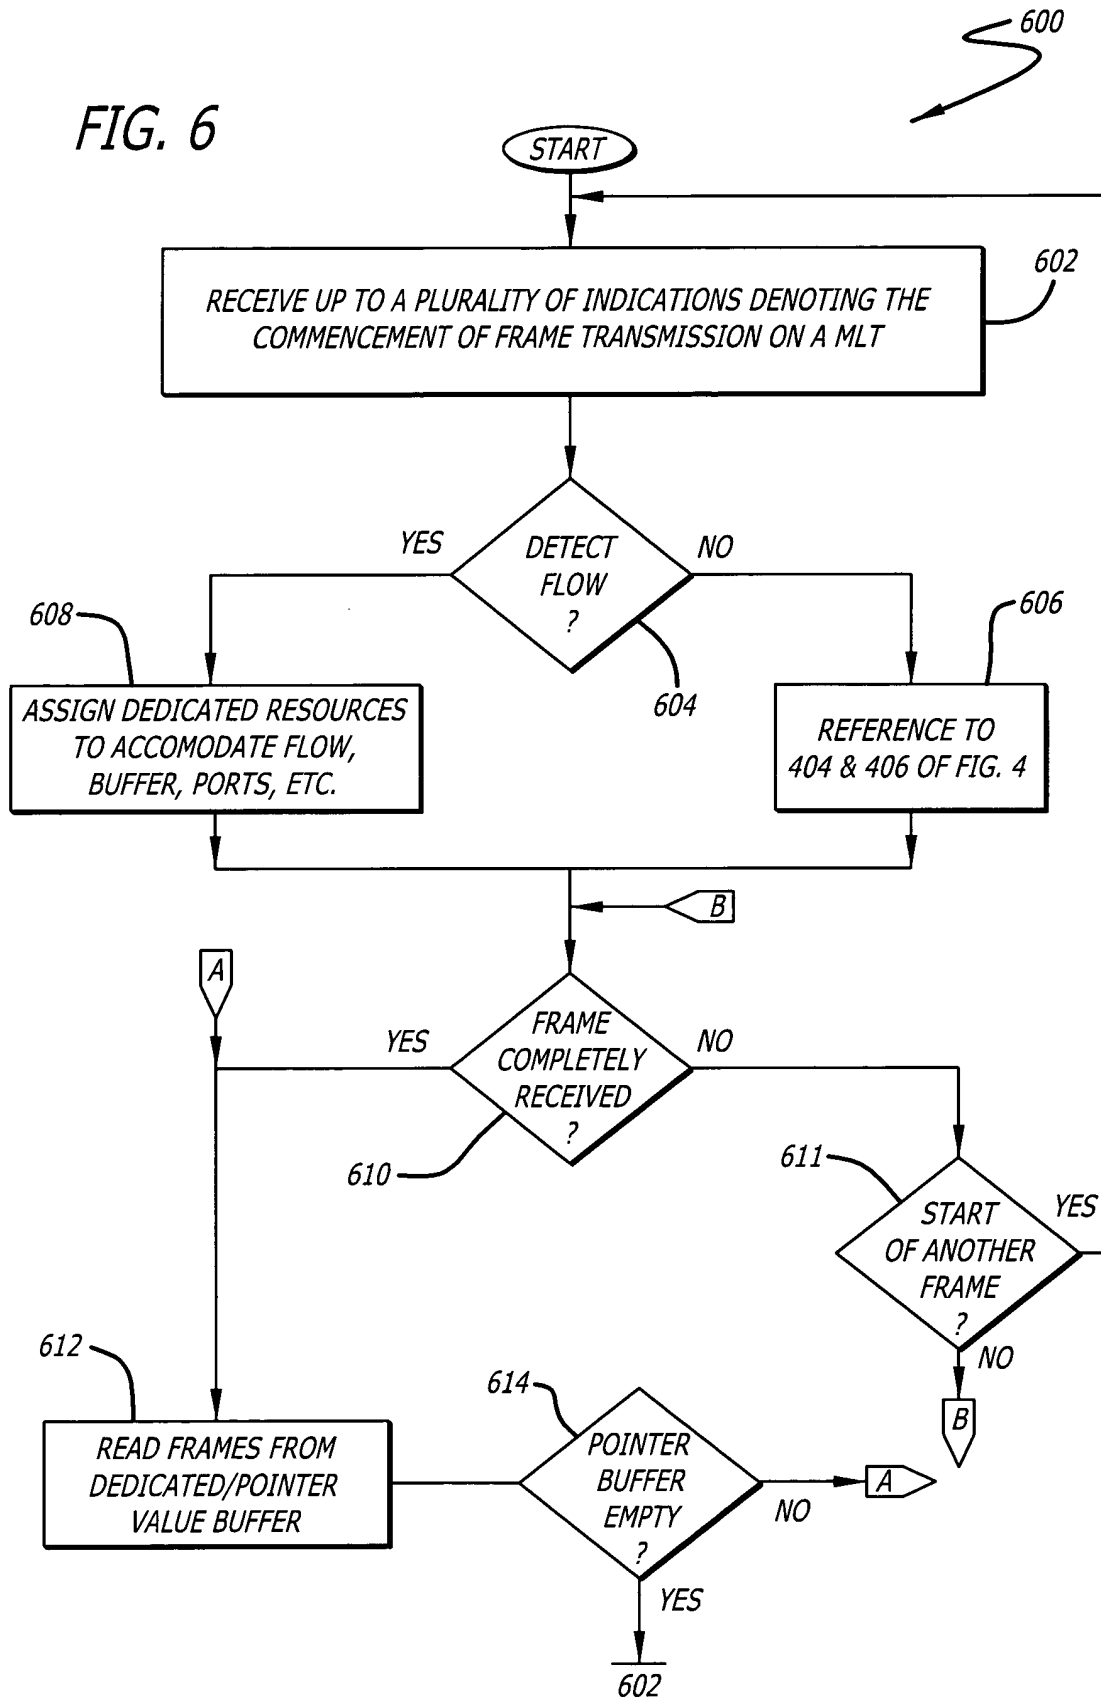 600
FIG. 6
START
602
RECEIVE UP TO A PLURALITY OF INDICATIONS DENOTING THE
COMMENCEMENT OF FRAME TRANSMISSION ON A MLT
YES
DETECT
FLOW
?
NO
608
604
606
ASSIGN DEDICATED RESOURCES
TO ACCOMODATE FLOW,
BUFFER, PORTS, ETC.
REFERENCE TO
404 & 406 OF FIG. 4
B
A
YES
FRAME
COMPLETELY
RECEIVED
?
NO
610
611
START
OF ANOTHER
FRAME
?
YES
NO
B
612
READ FRAMES FROM
DEDICATED/POINTER
VALUE BUFFER
614
POINTER
BUFFER
EMPTY
?
NO
A
YES
602